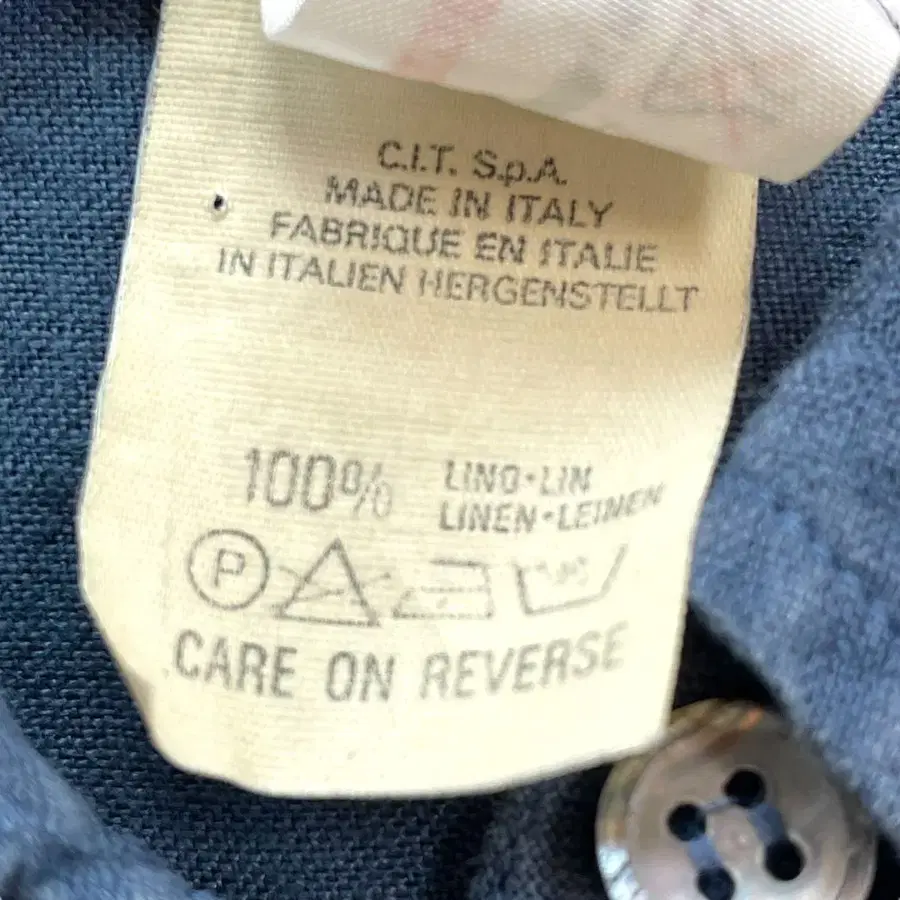 C.I.T. S.p.A.
MADE IN ITALY
FABRIQUE EN ITALIE
IN ITALIEN HERGENSTELLT
100% LINO-LIN
LINEN-LEINEN
P
CARE ON REVERSE